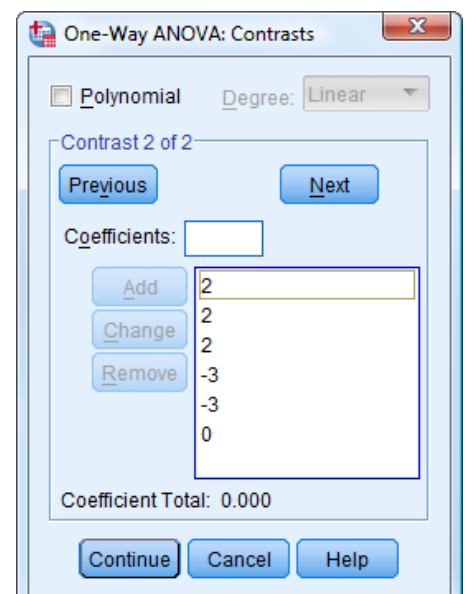 One-Way ANOVA: Contrasts
Polynomial Degree: Linear
Contrast 2 of 2
Previous Next
Coefficients:
Add
Change
Remove
2
2
2
-3
-3
0
Coefficient Total: 0.000
Continue Cancel Help